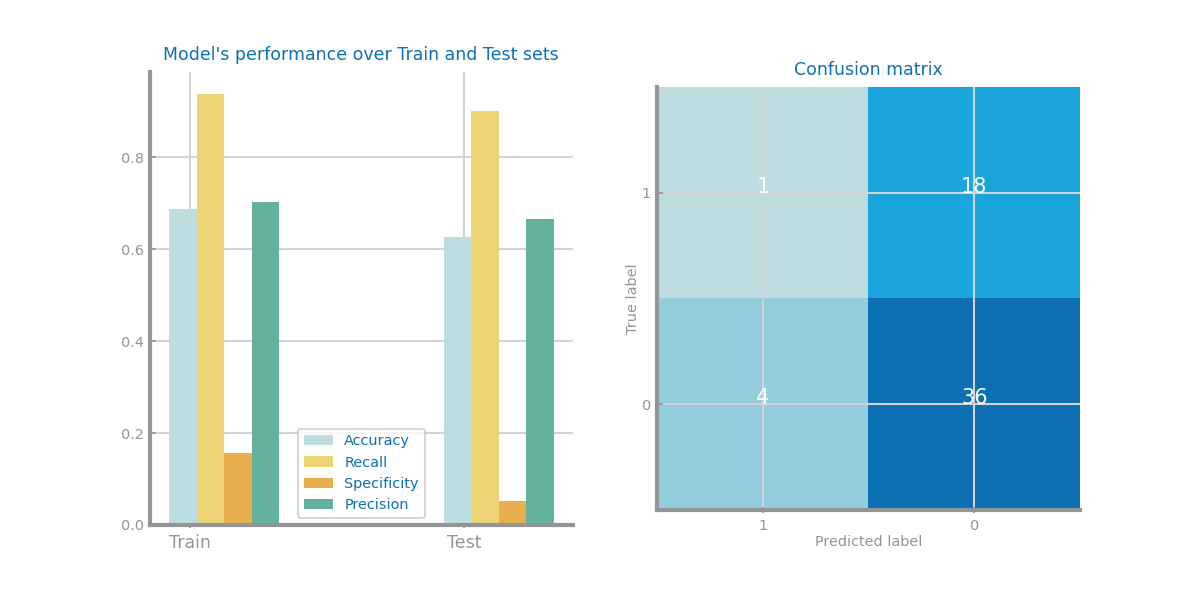 Model's performance over Train and Test sets
0.8
0.6
0.4
0.2
0.0
Accuracy
Recall
Specificity
Precision
Train
Test
Confusion matrix
True label
1
0
1
18
4
36
1
0
Predicted label